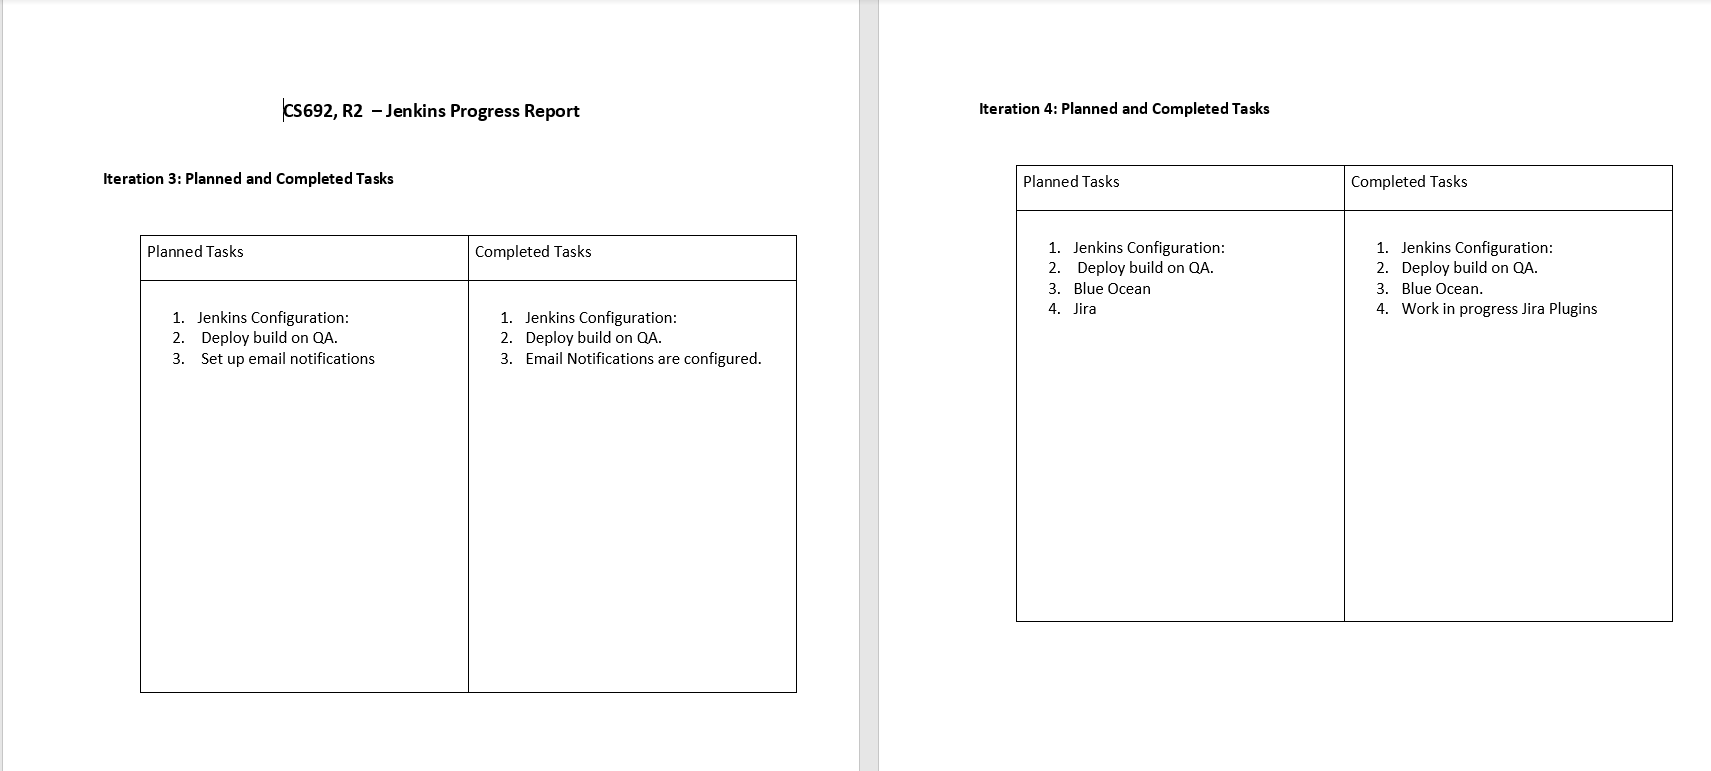 CS692, R2 – Jenkins Progress Report
Iteration 3: Planned and Completed Tasks
Planned Tasks
Completed Tasks
1. Jenkins Configuration:
2. Deploy build on QA.
3. Set up email notifications
1. Jenkins Configuration:
2. Deploy build on QA.
3. Email Notifications are configured.
Iteration 4: Planned and Completed Tasks
Planned Tasks
Completed Tasks
1. Jenkins Configuration:
2. Deploy build on QA.
3. Blue Ocean
4. Jira
1. Jenkins Configuration:
2. Deploy build on QA.
3. Blue Ocean.
4. Work in progress Jira Plugins